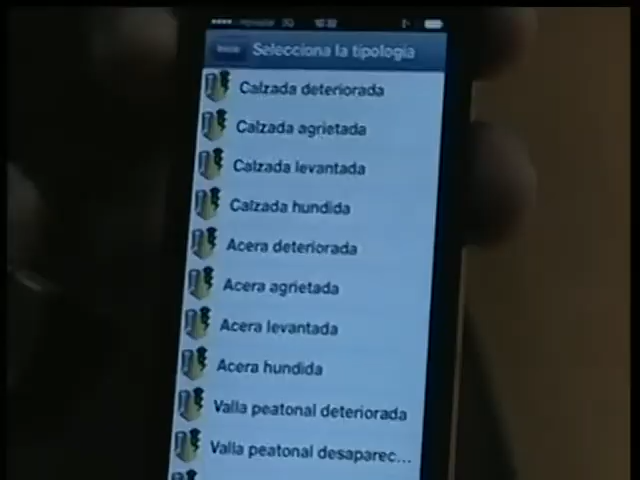 Selecciona la tipología
Calzada deteriorada
Calzada agrietada
Calzada levantada
Calzada hundida
Acera deteriorada
Acera agrietada
Acera levantada
Acera hundida
Valla peatonal deteriorada
Valla peatonal desaparec...